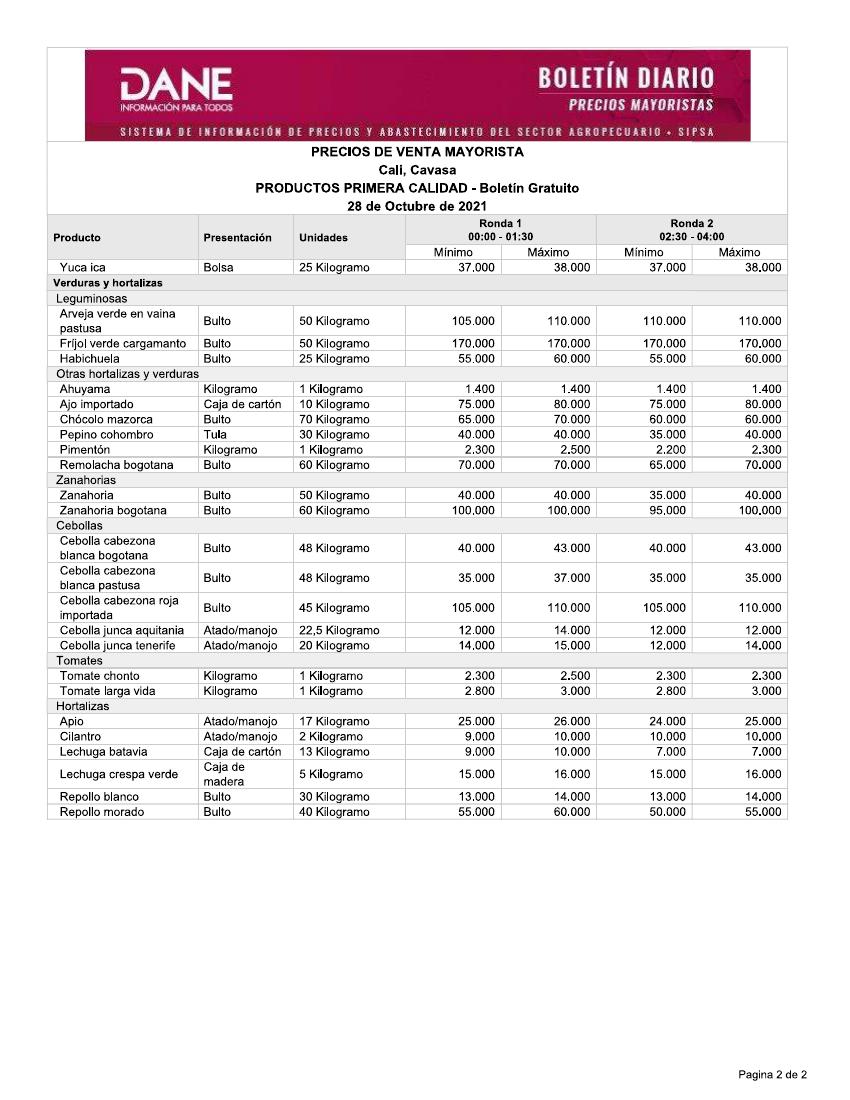 DANE
INFORMACIÓN PARA TODOS
BOLETÍN DIARIO
PRECIOS MAYORISTAS
SISTEMA DE INFORMACIÓN DE PRECIOS Y ABASTECIMIENTO DEL SECTOR AGROPECUARIO • SIPSA
PRECIOS DE VENTA MAYORISTA
Cali, Cavasa
PRODUCTOS PRIMERA CALIDAD - Boletín Gratuito
28 de Octubre de 2021
Producto Presentación Unidades Ronda 1 Ronda 2
00:00 - 01:30 02:30 - 04:00
Mínimo Máximo Mínimo Máximo
Yuca ica Bolsa 25 Kilogramo 37.000 38.000 37.000 38.000
Verduras y hortalizas
Leguminosas
Arveja verde en vaina
pastusa Bulto 50 Kilogramo 105.000 110.000 110.000 110.000
Fríjol verde cargamanto Bulto 50 Kilogramo 170.000 170.000 170.000 170.000
Habichuela Bulto 25 Kilogramo 55.000 60.000 55.000 60.000
Otras hortalizas y verduras
Ahuyama Kilogramo 1 Kilogramo 1.400 1.400 1.400 1.400
Ajo importado Caja de cartón 10 Kilogramo 75.000 80.000 75.000 80.000
Chócolo mazorca Bulto 70 Kilogramo 65.000 70.000 60.000 60.000
Pepino cohombro Tula 30 Kilogramo 40.000 40.000 35.000 40.000
Pimentón Kilogramo 1 Kilogramo 2.300 2.500 2.200 2.300
Remolacha bogotana Bulto 60 Kilogramo 70.000 70.000 65.000 70.000
Zanahorias
Zanahoria Bulto 50 Kilogramo 40.000 40.000 35.000 40.000
Zanahoria bogotana Bulto 60 Kilogramo 100.000 100.000 95.000 100.000
Cebollas
Cebolla cabezona
blanca bogotana Bulto 48 Kilogramo 40.000 43.000 40.000 43.000
Cebolla cabezona
blanca pastusa Bulto 48 Kilogramo 35.000 37.000 35.000 35.000
Cebolla cabezona roja
importada Bulto 45 Kilogramo 105.000 110.000 105.000 110.000
Cebolla junca aquitania Atado/manojo 22,5 Kilogramo 12.000 14.000 12.000 12.000
Cebolla junca tenerife Atado/manojo 20 Kilogramo 14.000 15.000 12.000 14.000
Tomates
Tomate chonto Kilogramo 1 Kilogramo 2.300 2.500 2.300 2.300
Tomate larga vida Kilogramo 1 Kilogramo 2.800 3.000 2.800 3.000
Hortalizas
Apio Atado/manojo 17 Kilogramo 25.000 26.000 24.000 25.000
Cilantro Atado/manojo 2 Kilogramo 9.000 10.000 10.000 10.000
Lechuga batavia Caja de cartón 13 Kilogramo 9.000 10.000 7.000 7.000
Lechuga crespa verde Caja de
madera 5 Kilogramo 15.000 16.000 15.000 16.000
Repollo blanco Bulto 30 Kilogramo 13.000 14.000 13.000 14.000
Repollo morado Bulto 40 Kilogramo 55.000 60.000 50.000 55.000
Pagina 2 de 2